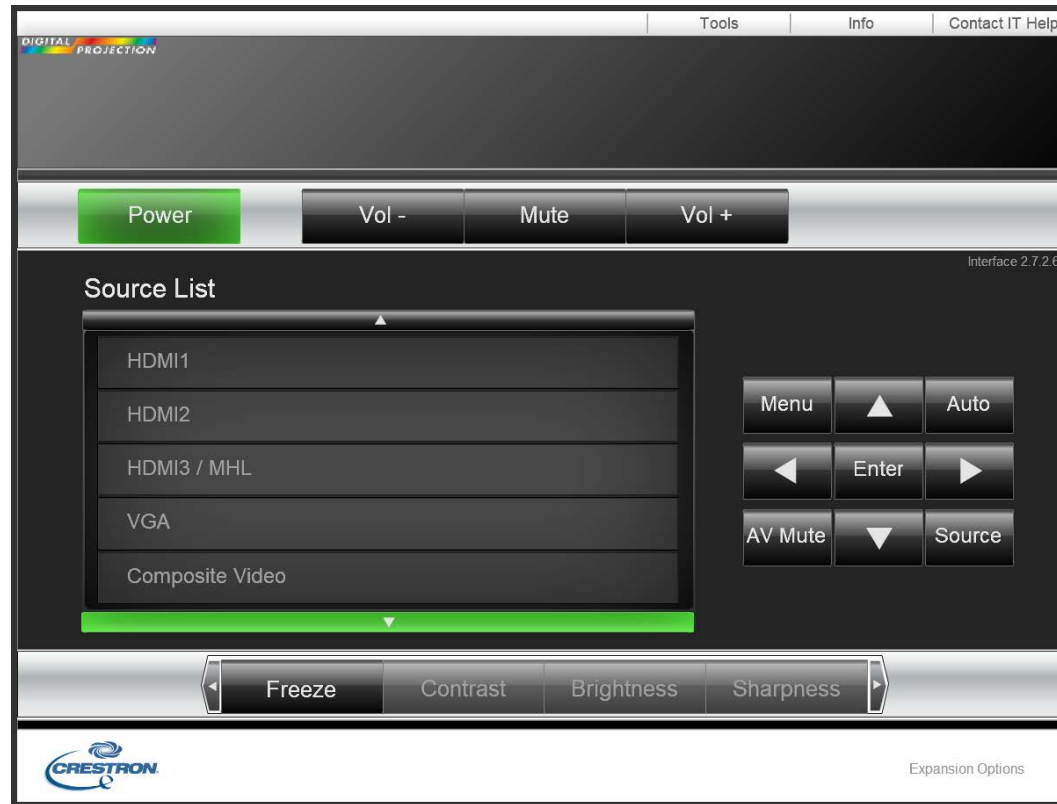 Tools Info Contact IT Help
DIGITAL PROJECTION
Power Vol - Mute Vol +
Interface 2.7.2.6
Source List
HDMI1
HDMI2
HDMI3 / MHL
VGA
Composite Video
Menu Auto
Enter
AV Mute Source
Freeze Contrast Brightness Sharpness
CRESTRON.
Expansion Options